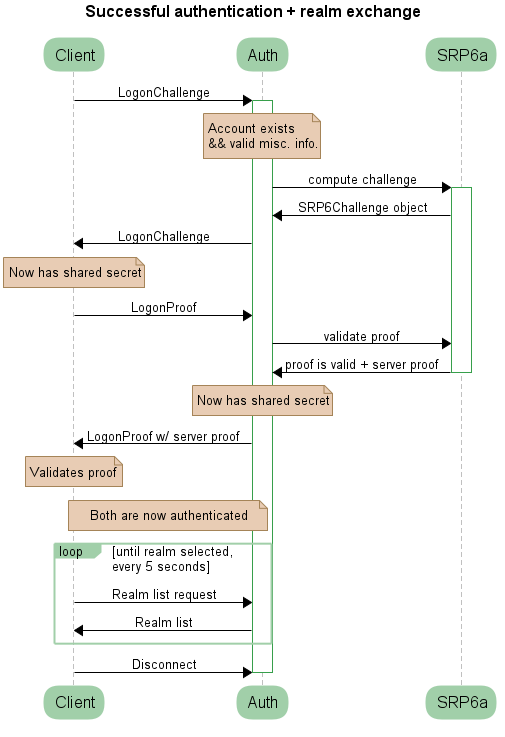 Successful authentication + realm exchange
Client
Auth
SRP6a
LogonChallenge
Account exists
&& valid misc. info.
compute challenge
SRP6Challenge object
LogonChallenge
Now has shared secret
LogonProof
validate proof
proof is valid + server proof
Now has shared secret
LogonProof w/ server proof
Validates proof
Both are now authenticated
loop
[until realm selected,
every 5 seconds]
Realm list request
Realm list
Disconnect
Client
Auth
SRP6a